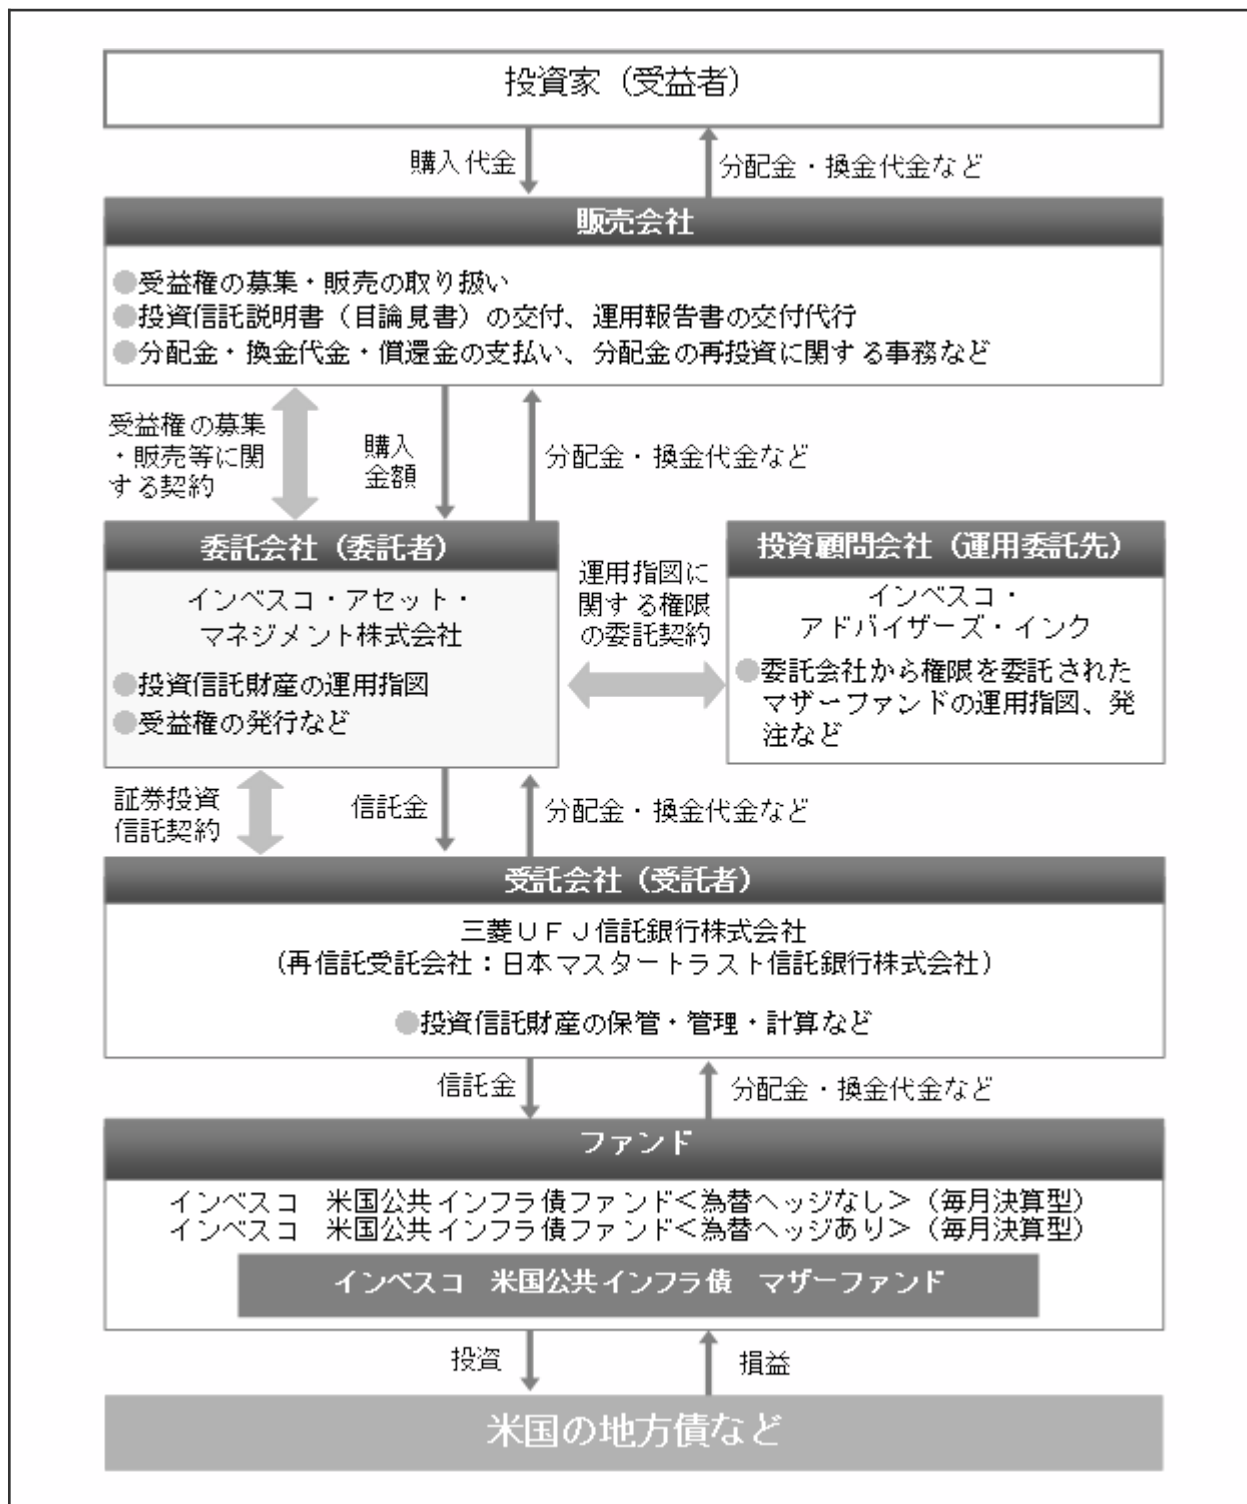 投資家（受益者）
購入代金
分配金・換金代金など
販売会社
●受益権の募集・販売の取り扱い
●投資信託説明書（目論見書）の交付、運用報告書の交付代行
●分配金・換金代金・償還金の支払い、分配金の再投資に関する事務など
受益権の募集
・販売等に関
する契約
購入
金額
分配金・換金代金など
委託会社（委託者）
インベスコ・アセット・
マネジメント株式会社
●投資信託財産の運用指図
●受益権の発行など
運用指図に
関する権限
の委託契約
投資顧問会社（運用委託先）
インベスコ・
アドバイザーズ・インク
●委託会社から権限を委託された
マザーファンドの運用指図、発
注など
証券投資
信託契約
信託金
分配金・換金代金など
受託会社（受託者）
三菱ＵＦＪ信託銀行株式会社
（再信託受託会社：日本マスタートラスト信託銀行株式会社）
●投資信託財産の保管・管理・計算など
信託金
分配金・換金代金など
ファンド
インベスコ　米国公共インフラ債ファンド＜為替ヘッジなし＞（毎月決算型）
インベスコ　米国公共インフラ債ファンド＜為替ヘッジあり＞（毎月決算型）
インベスコ　米国公共インフラ債　マザーファンド
投資
損益
米国の地方債など